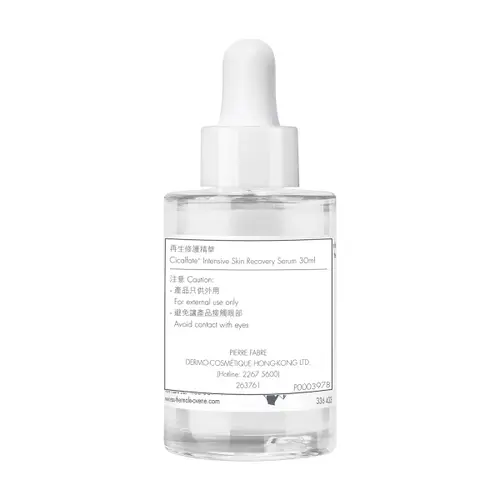 再生修護精華
Cicalfate⁺ Intensive Skin Recovery Serum 30ml
注意 Caution:
- 產品只供外用
For external use only
- 避免讓產品接觸眼部
Avoid contact with eyes
PIERRE FABRE
DERMO-COSMÉTIQUE HONG-KONG LTD.
(Hotline: 2267 5600)
263761
P0003978